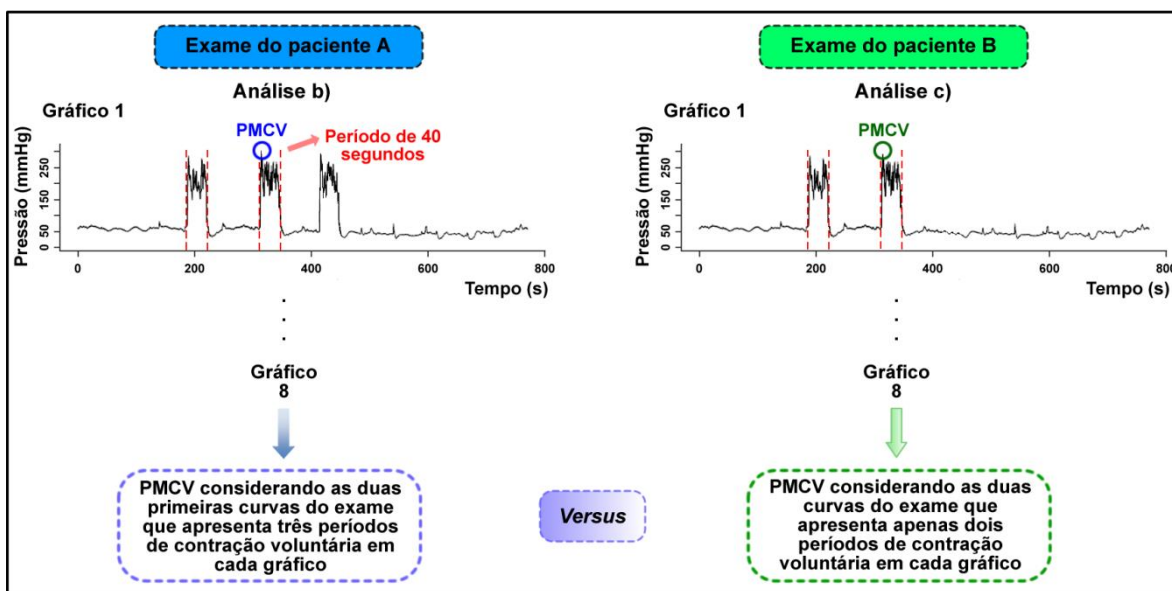 Exame do paciente A
Análise b)
Gráfico 1
PMCV
Período de 40
segundos
Pressão (mmHg)
50
150
250
0
200
400
600
800
Tempo (s)
.
.
.
Gráfico
8
PMCV considerando as duas
primeiras curvas do exame
que apresenta três períodos
de contração voluntária em
cada gráfico
Versus
Exame do paciente B
Análise c)
Gráfico 1
PMCV
Pressão (mmHg)
50
150
250
0
200
400
600
800
Tempo (s)
.
.
.
Gráfico
8
PMCV considerando as duas
curvas do exame que
apresenta apenas dois
períodos de contração
voluntária em cada gráfico